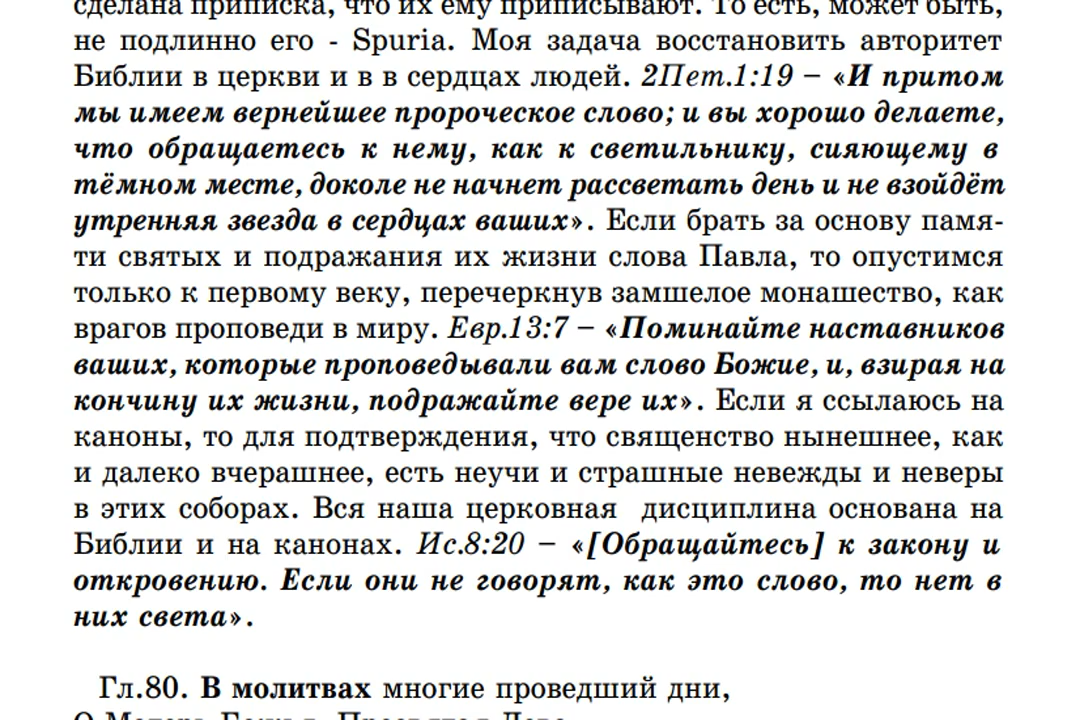 сделана приписка, что их ему приписывают. То есть, может быть,
не подлинно его - Spuria. Моя задача восстановить авторитет
Библии в церкви и в в сердцах людей. 2Пет.1:19 – «И притом
мы имеем вернейшее пророческое слово; и вы хорошо делаете,
что обращаетесь к нему, как к светильнику, сияющему в
тёмном месте, доколе не начнет рассветать день и не взойдёт
утренняя звезда в сердцах ваших». Если брать за основу памя-
ти святых и подражания их жизни слова Павла, то опустимся
только к первому веку, перечеркнув замшелое монашество, как
врагов проповеди в миру. Евр.13:7 – «Поминайте наставников
ваших, которые проповедывали вам слово Божие, и, взирая на
кончину их жизни, подражайте вере их». Если я ссылаюсь на
каноны, то для подтверждения, что священство нынешнее, как
и далеко вчерашнее, есть неучи и страшные невежды и неверы
в этих соборах. Вся наша церковная дисциплина основана на
Библии и на канонах. Ис.8:20 – «[Обращайтесь] к закону и
откровению. Если они не говорят, как это слово, то нет в
них света».
Гл.80. В молитвах многие проведший дни,
О Матерь Божья, Пресвятая Дева